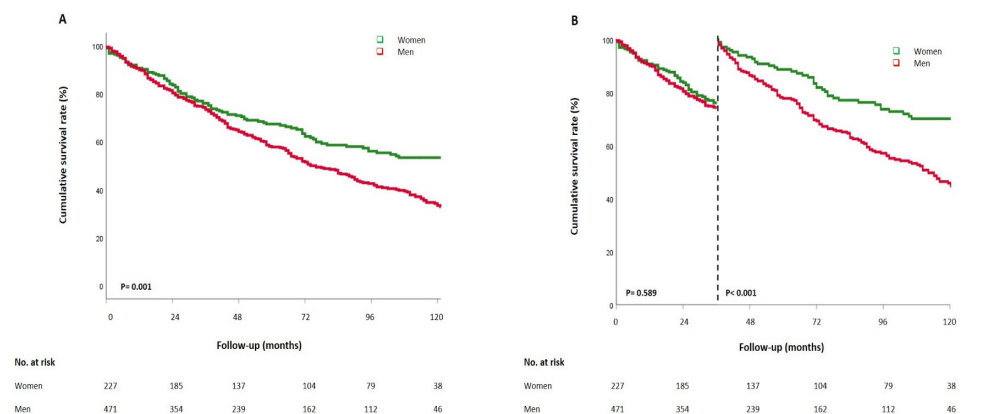 A
Cumulative survival rate (%)
100
80
60
40
20
0
Women
Men
P= 0.001
0 24 48 72 96 120
Follow-up (months)
No. at risk
Women 227 185 137 104 79 38
Men 471 354 239 162 112 46
B
Cumulative survival rate (%)
100
80
60
40
20
0
Women
Men
P= 0.589
P< 0.001
0 24 48 72 96 120
Follow-up (months)
No. at risk
Women 227 185 137 104 79 38
Men 471 354 239 162 112 46